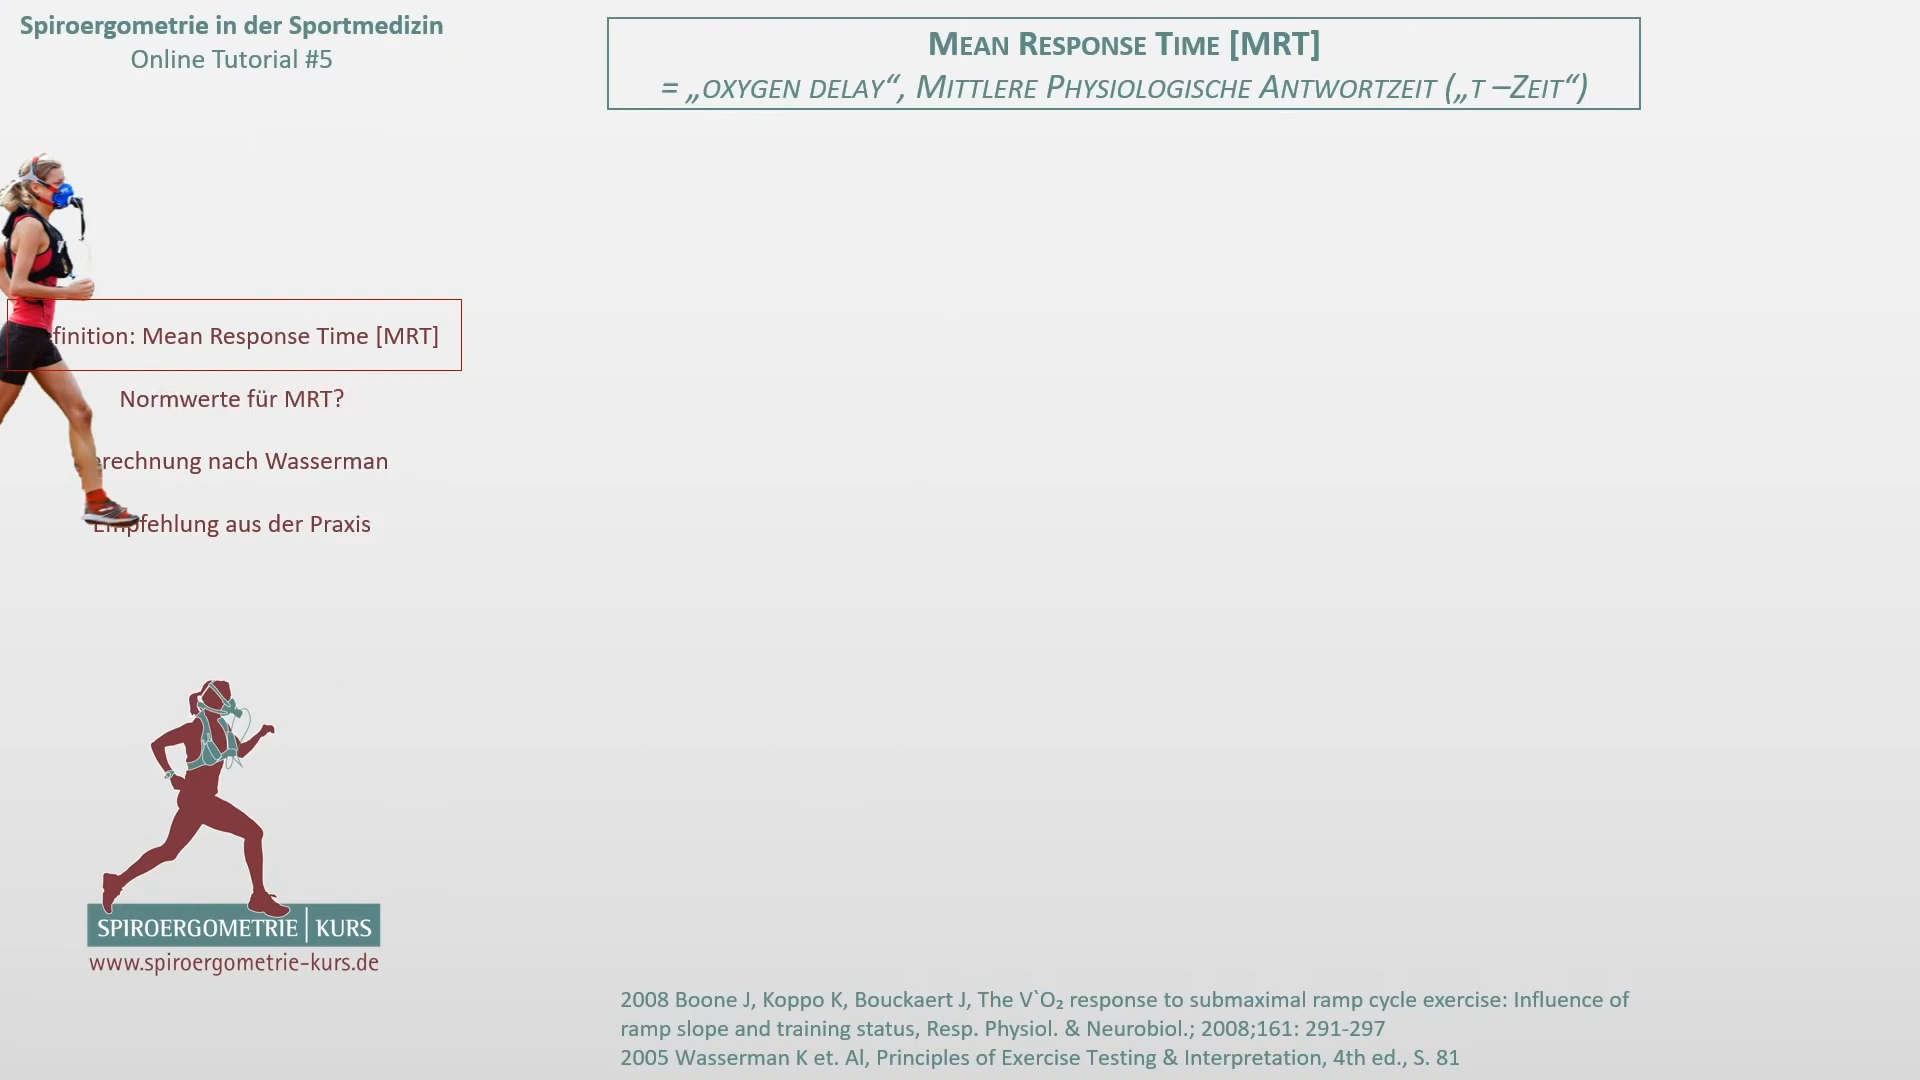 Spiroergometrie in der Sportmedizin
Online Tutorial #5
MEAN RESPONSE TIME [MRT]
= „OXYGEN DELAY“, MITTLERE PHYSIOLOGISCHE ANTWORTZEIT („T –ZEIT“)
finition: Mean Response Time [MRT]
Normwerte für MRT?
erechnung nach Wasserman
Empfehlung aus der Praxis
SPIROERGOMETRIE | KURS
www.spiroergometrie-kurs.de
2008 Boone J, Koppo K, Bouckaert J, The V`O₂ response to submaximal ramp cycle exercise: Influence of
ramp slope and training status, Resp. Physiol. & Neurobiol.; 2008;161: 291-297
2005 Wasserman K et. Al, Principles of Exercise Testing & Interpretation, 4th ed., S. 81